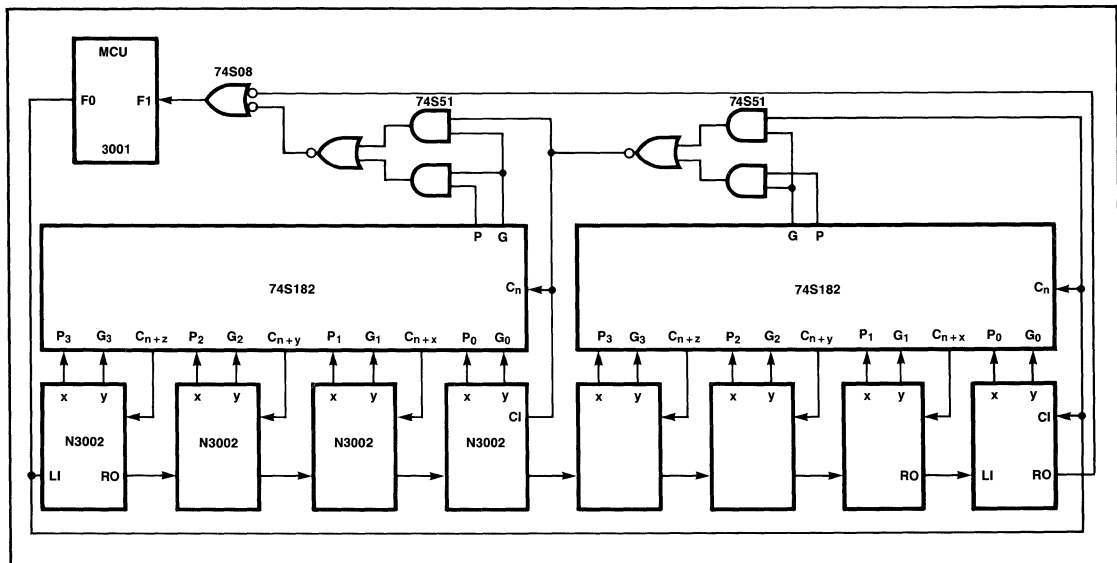 MCU
F0 F1
3001
74S08
74S51
74S51
P G
G P
74S182
Cn
74S182
Cn
P3 G3 Cn+z P2 G2 Cn+y P1 G1 Cn+x P0 G0
P3 G3 Cn+z P2 G2 Cn+y P1 G1 Cn+x P0 G0
x y x y x y x y x y x y x y x y
CI CI
N3002 N3002 N3002 N3002
LI RO RO LI RO